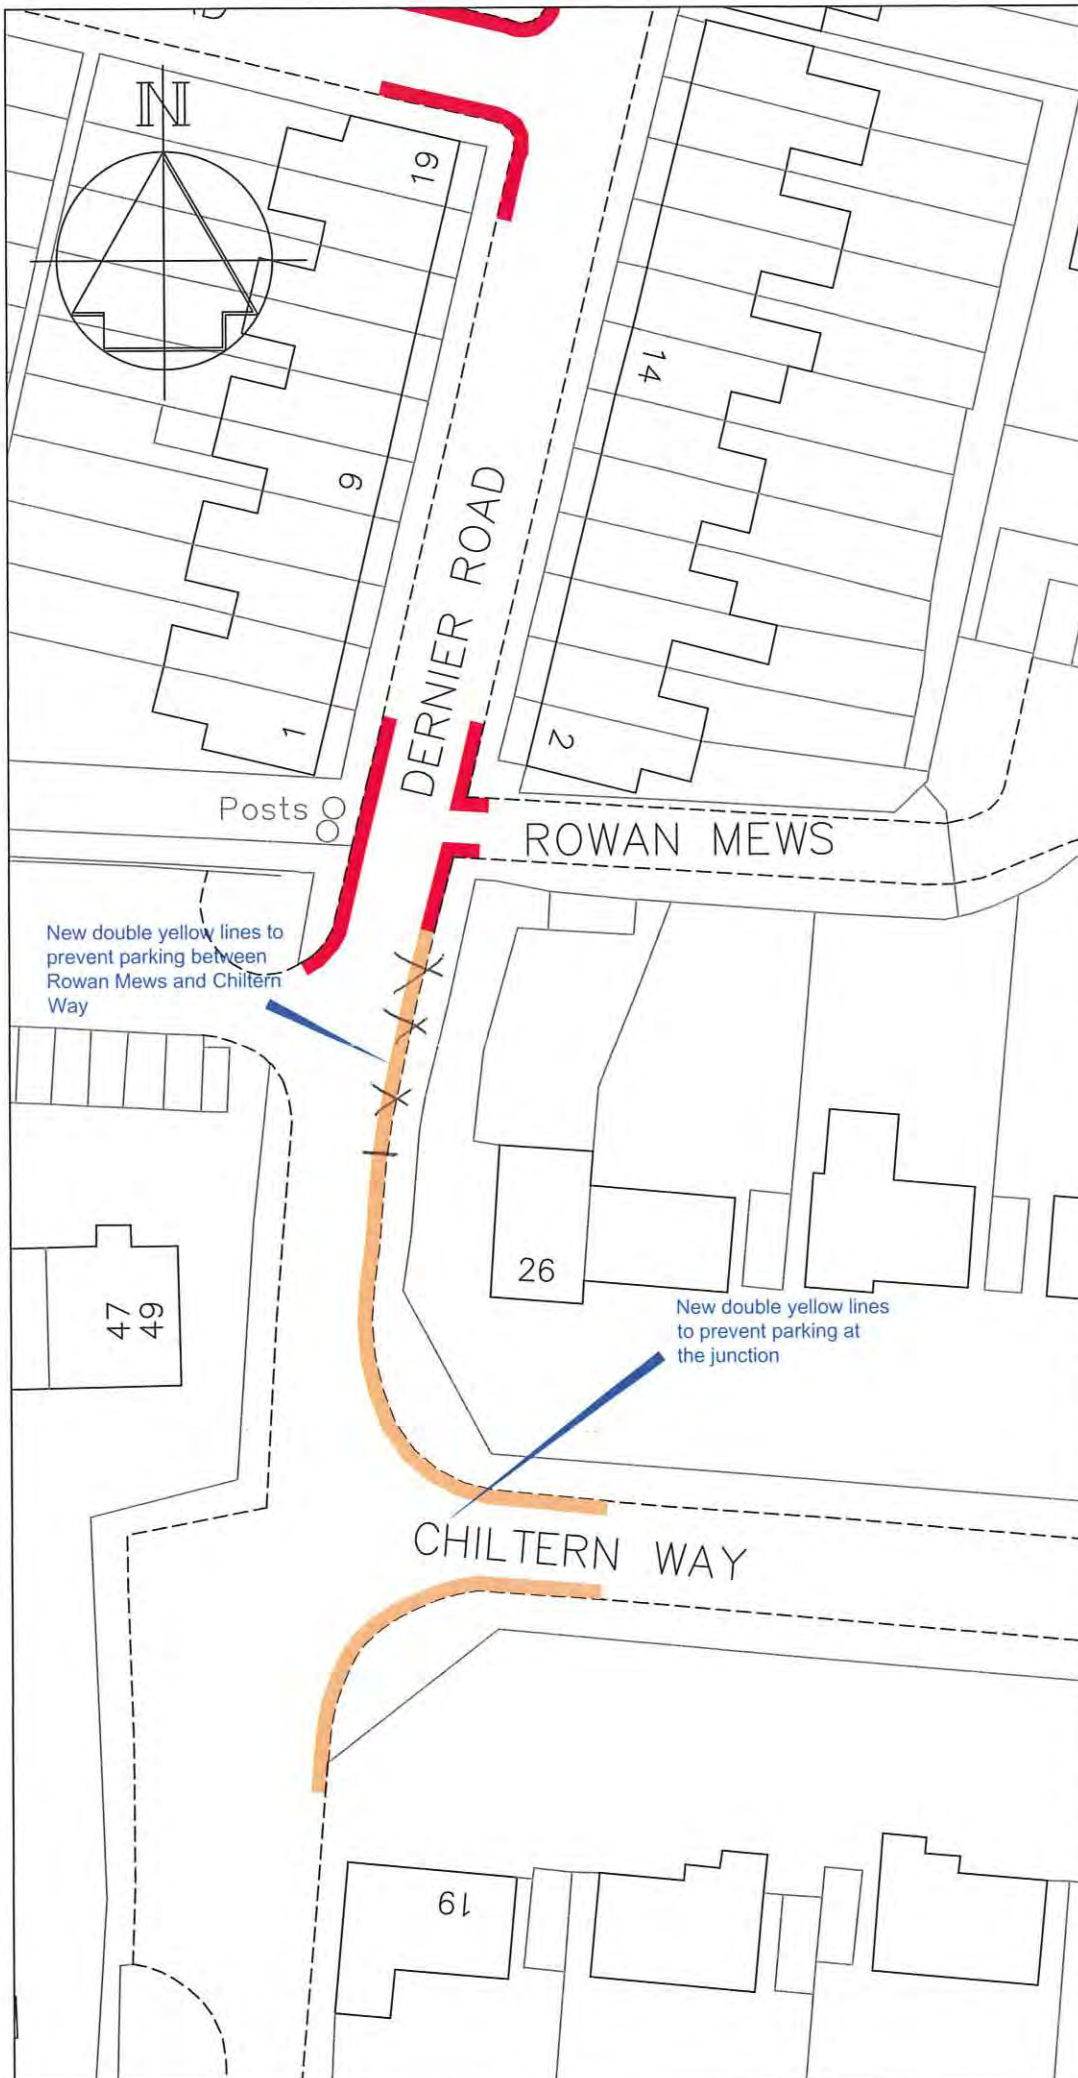 N
19
14
6
DERNIER ROAD
1
2
Posts
ROWAN MEWS
New double yellow lines to
prevent parking between
Rowan Mews and Chiltern
Way
26
47
49
New double yellow lines
to prevent parking at
the junction
CHILTERN WAY
19